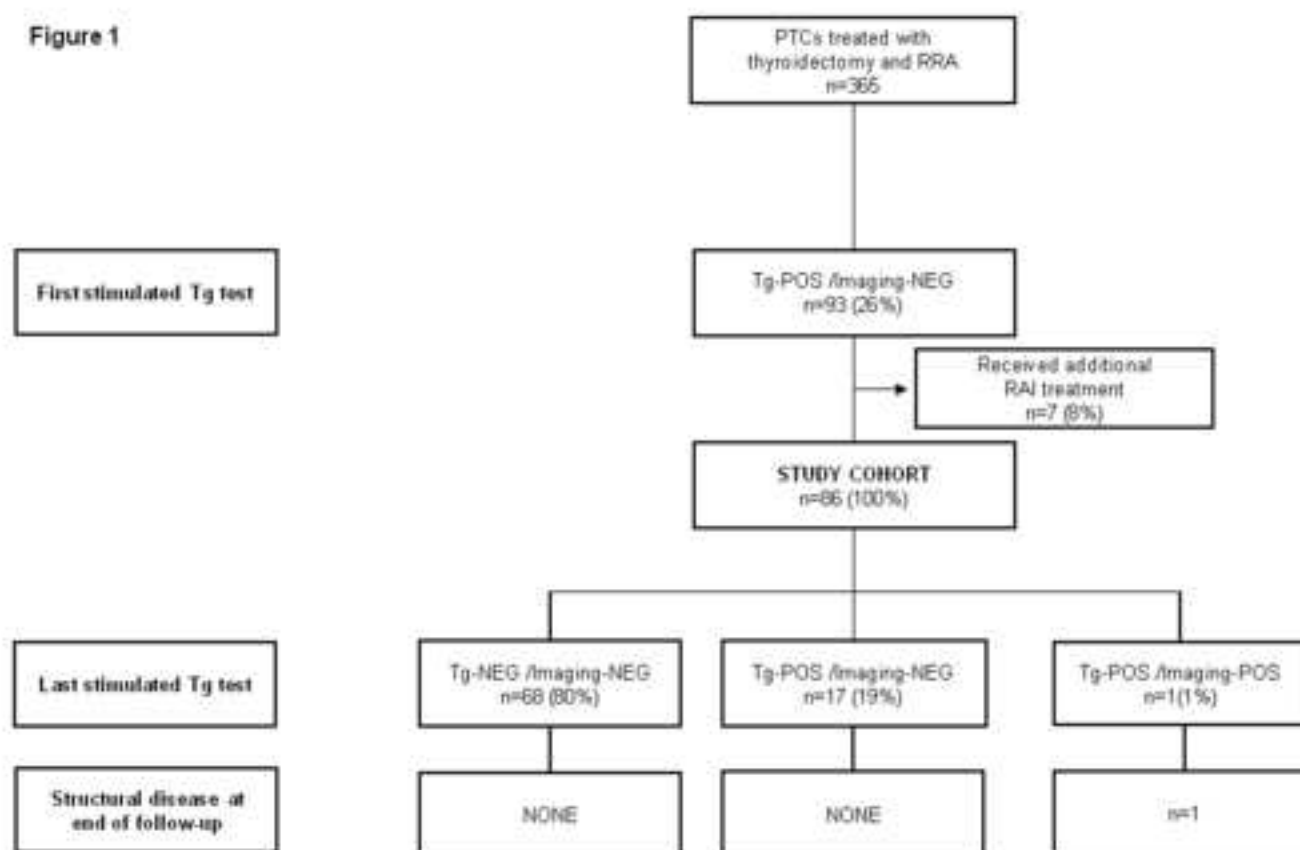 Figure 1
PTCs treated with
thyroidectomy and RRA
n=365
First stimulated Tg test
Tg-POS /Imaging-NEG
n=93 (26%)
Received additional
RAI treatment
n=7 (8%)
STUDY COHORT
n=86 (100%)
Last stimulated Tg test
Tg-NEG /Imaging-NEG
n=68 (80%)
Tg-POS /Imaging-NEG
n=17 (19%)
Tg-POS /Imaging-POS
n=1(1%)
Structural disease at
end of follow-up
NONE
NONE
n=1